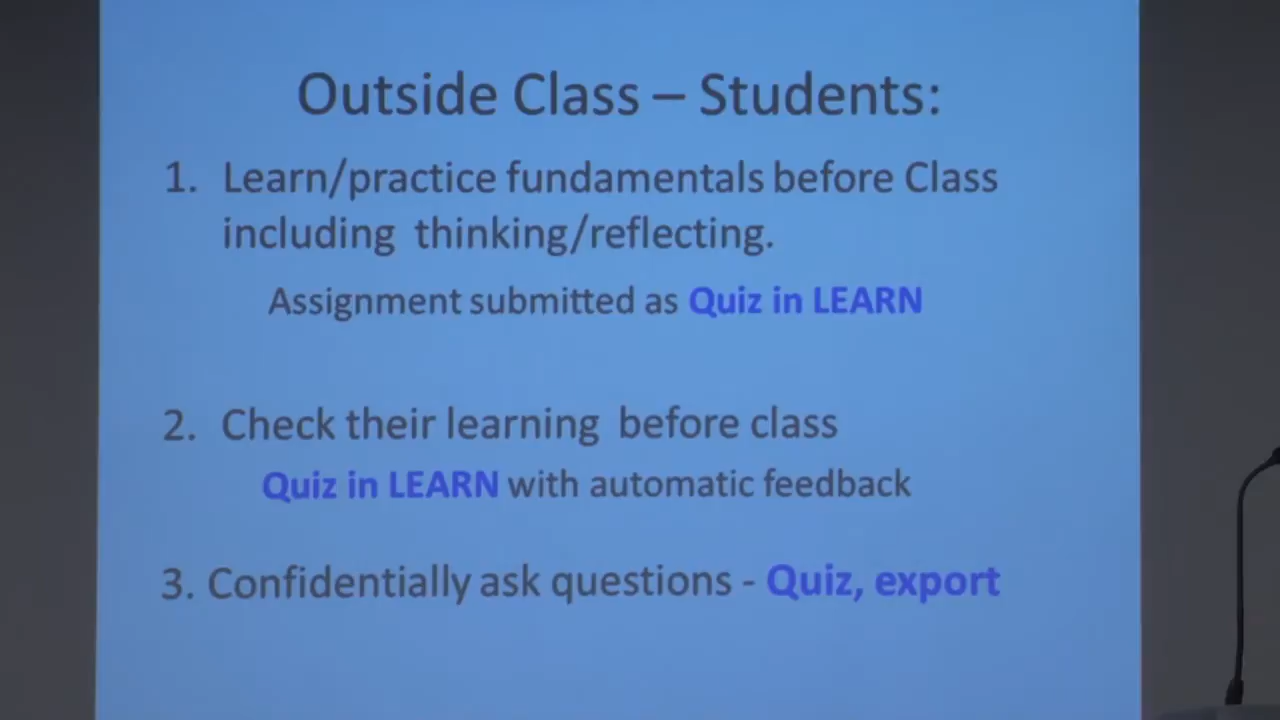 Outside Class – Students:
1. Learn/practice fundamentals before Class
including thinking/reflecting.
Assignment submitted as Quiz in LEARN
2. Check their learning before class
Quiz in LEARN with automatic feedback
3. Confidentially ask questions - Quiz, export